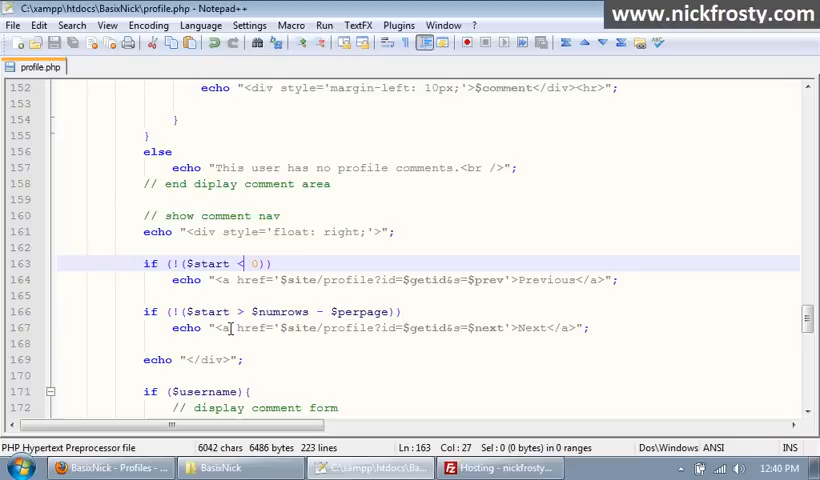 C:\xampp\htdocs\BasixNick\profile.php - Notepad++
www.nickfrosty.com
File Edit Search View Encoding Language Settings Macro Run TextFX Plugins Window ?
profile.php
152 echo "<div style='margin-left: 10px;'>$comment</div><hr>";
153
154 }
155 }
156 else
157 echo "This user has no profile comments.<br />";
158 // end diplay comment area
159
160 // show comment nav
161 echo "<div style='float: right;'>";
162
163 if (!($start < 0))
164 echo "<a href='$site/profile?id=$getid&s=$prev'>Previous</a>";
165
166 if (!($start > $numrows - $perpage))
167 echo "<a href='$site/profile?id=$getid&s=$next'>Next</a>";
168
169 echo "</div>";
170
171 if ($username){
172 // display comment form
PHP Hypertext Preprocessor file 6042 chars 6486 bytes 223 lines Ln : 163 Col : 27 Sel : 0 (0 bytes) in 0 ranges Dos\Windows ANSI INS
BasixNick - Profiles - ... BasixNick C:\xampp\htdocs\Ba... Hosting - nickfrosty... 12:40 PM